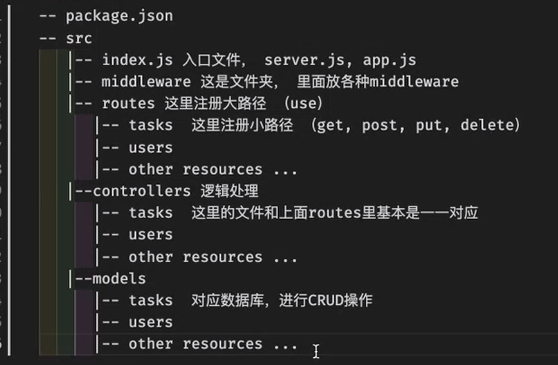 -- package.json
-- src
|-- index.js 入口文件， server.js, app.js
|-- middleware 这是文件夹， 里面放各种middleware
|-- routes 这里注册大路径 （use）
|-- tasks 这里注册小路径 （get, post, put, delete）
|-- users
|-- other resources ...
|--controllers 逻辑处理
|-- tasks 这里的文件和上面routes里基本是一一对应
|-- users
|-- other resources ...
|--models
|-- tasks 对应数据库，进行CRUD操作
|-- users
|-- other resources ...